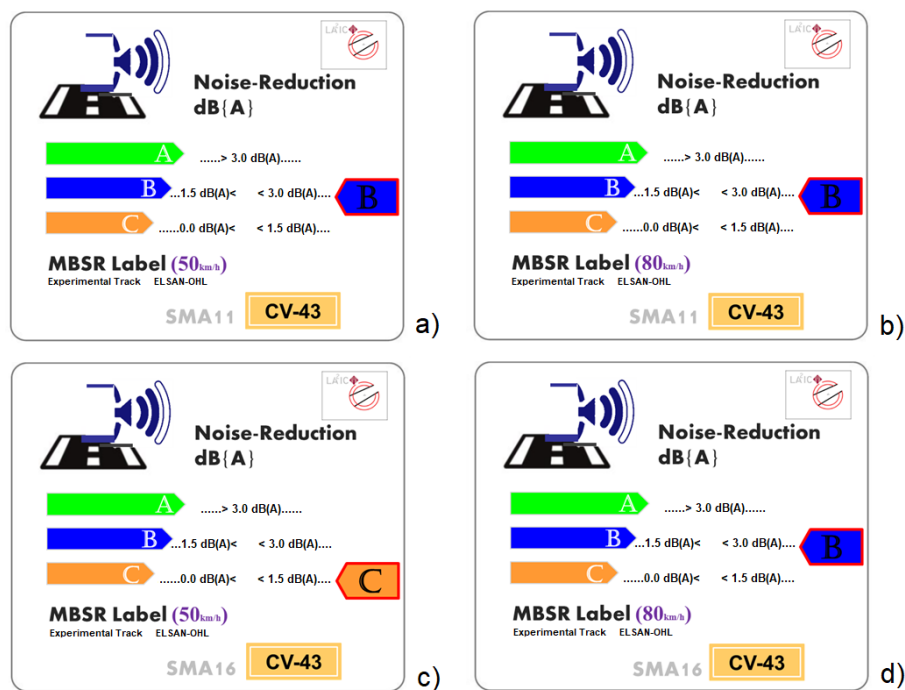 LA²IC
Noise-Reduction
dB{A}
A ......> 3.0 dB(A)......
B ...1.5 dB(A)< < 3.0 dB(A).... B
C ......0.0 dB(A)< < 1.5 dB(A)....
MBSR Label (50km/h)
Experimental Track ELSAN-OHL
SMA11 CV-43
a)
LA²IC
Noise-Reduction
dB{A}
A ......> 3.0 dB(A)......
B ...1.5 dB(A)< < 3.0 dB(A).... B
C ......0.0 dB(A)< < 1.5 dB(A)....
MBSR Label (80km/h)
Experimental Track ELSAN-OHL
SMA11 CV-43
b)
LA²IC
Noise-Reduction
dB{A}
A ......> 3.0 dB(A)......
B ...1.5 dB(A)< < 3.0 dB(A)....
C ......0.0 dB(A)< < 1.5 dB(A).... C
MBSR Label (50km/h)
Experimental Track ELSAN-OHL
SMA16 CV-43
c)
LA²IC
Noise-Reduction
dB{A}
A ......> 3.0 dB(A)......
B ...1.5 dB(A)< < 3.0 dB(A).... B
C ......0.0 dB(A)< < 1.5 dB(A)....
MBSR Label (80km/h)
Experimental Track ELSAN-OHL
SMA16 CV-43
d)